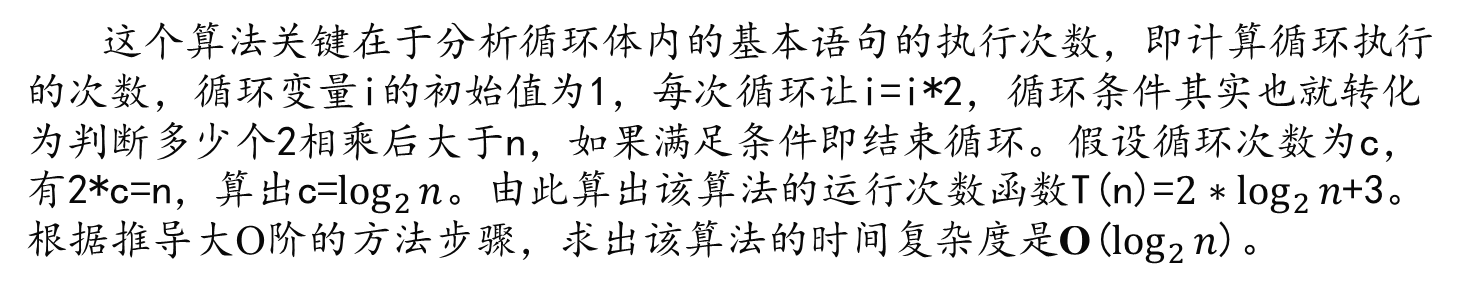 这个算法关键在于分析循环体内的基本语句的执行次数，即计算循环执行
的次数，循环变量i的初始值为1，每次循环让i=i*2，循环条件其实也就转化
为判断多少个2相乘后大于n，如果满足条件即结束循环。假设循环次数为c，
有2*c=n，算出c=log₂ n。由此算出该算法的运行次数函数T(n)=2 * log₂ n+3。
根据推导大O阶的方法步骤，求出该算法的时间复杂度是O(log₂ n)。